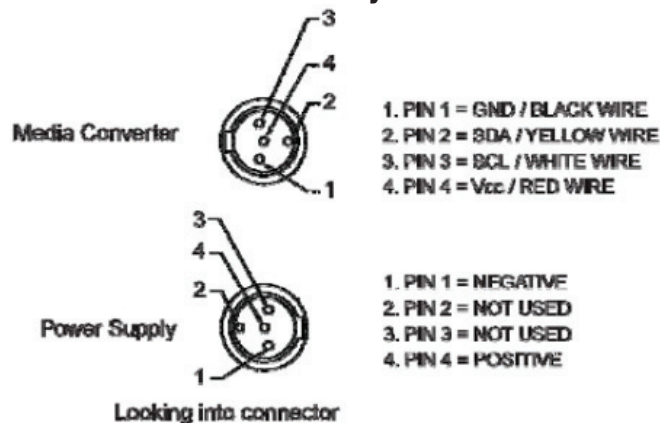 3
4
2
1
Media Converter
1. PIN 1 = GND / BLACK WIRE
2. PIN 2 = SDA / YELLOW WIRE
3. PIN 3 = SCL / WHITE WIRE
4. PIN 4 = Vcc / RED WIRE
3
4
2
1
Power Supply
1. PIN 1 = NEGATIVE
2. PIN 2 = NOT USED
3. PIN 3 = NOT USED
4. PIN 4 = POSITIVE
Looking into connector